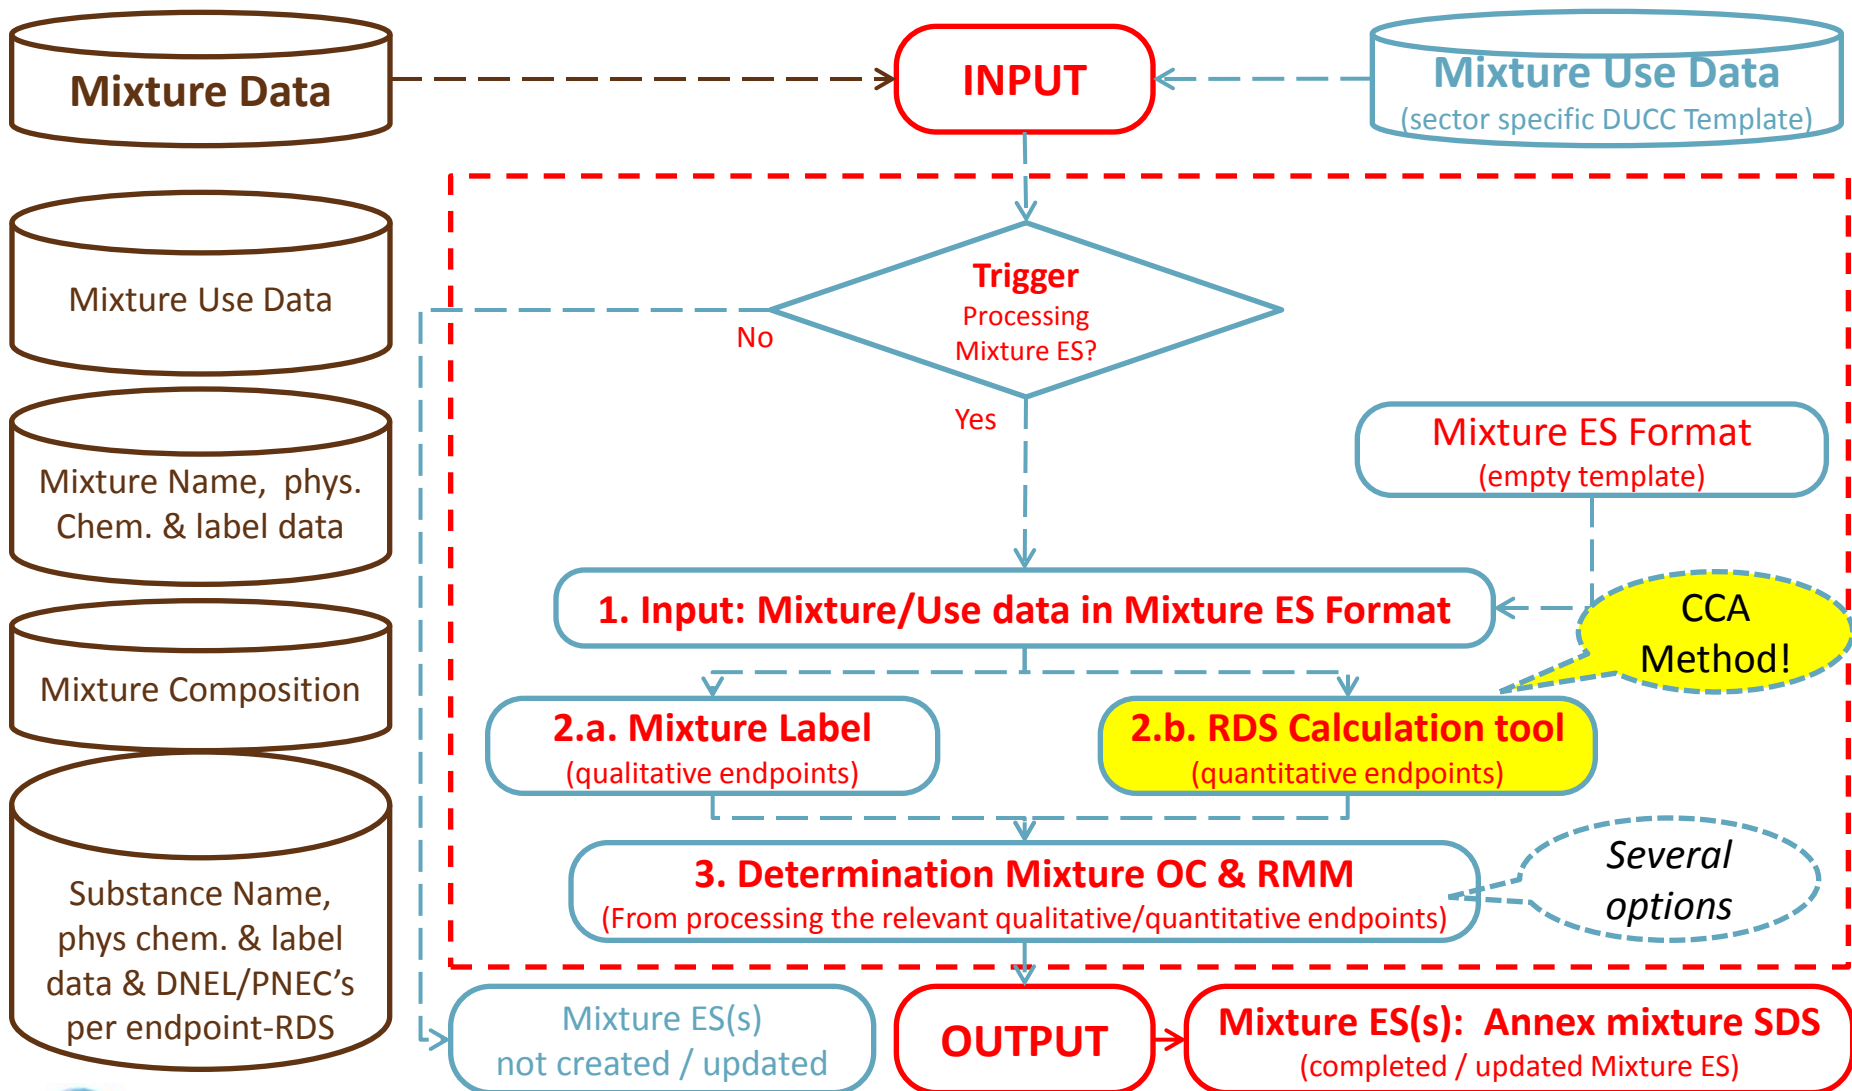 Mixture Data
INPUT
Mixture Use Data
(sector specific DUCC Template)
Mixture Use Data
Trigger
Processing
Mixture ES?
No
Yes
Mixture Name, phys.
Chem. & label data
Mixture ES Format
(empty template)
1. Input: Mixture/Use data in Mixture ES Format
CCA
Method!
Mixture Composition
2.a. Mixture Label
(qualitative endpoints)
2.b. RDS Calculation tool
(quantitative endpoints)
3. Determination Mixture OC & RMM
(From processing the relevant qualitative/quantitative endpoints)
Several
options
Substance Name,
phys chem. & label
data & DNEL/PNEC's
per endpoint-RDS
Mixture ES(s)
not created / updated
OUTPUT
Mixture ES(s): Annex mixture SDS
(completed / updated Mixture ES)